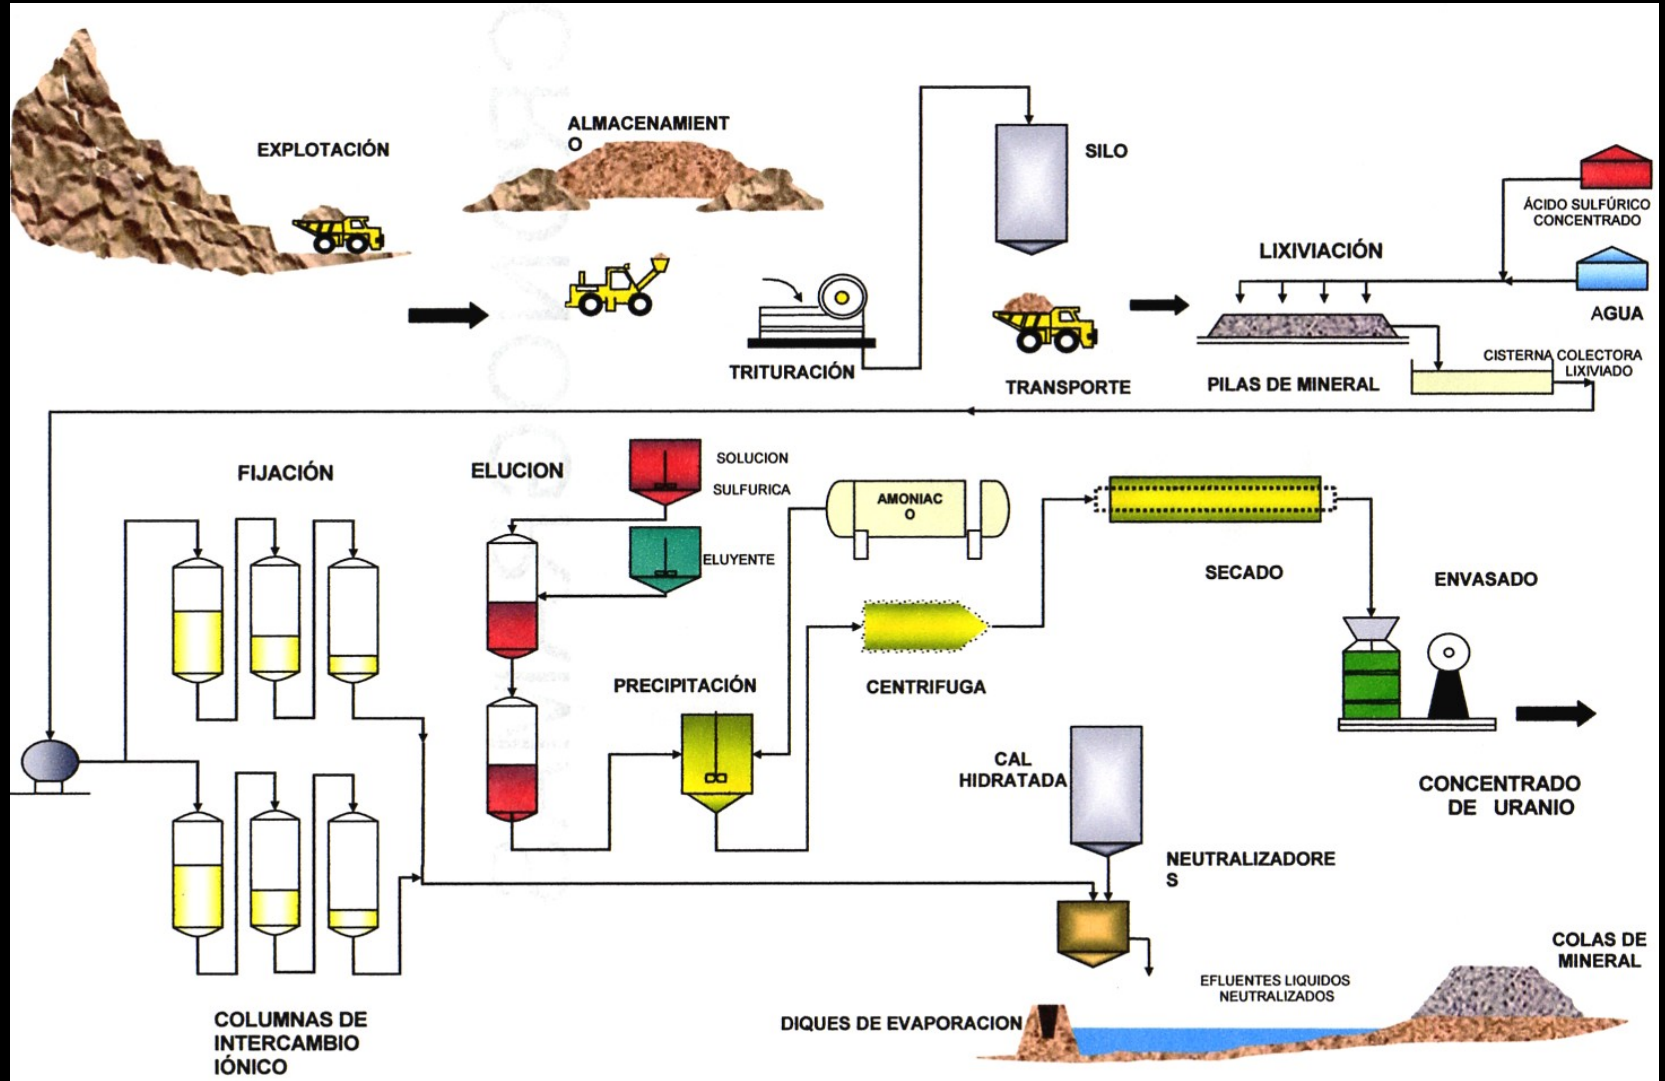 EXPLOTACIÓN
ALMACENAMIENT
O
SILO
ÁCIDO SULFÚRICO
CONCENTRADO
LIXIVIACIÓN
AGUA
TRITURACIÓN
TRANSPORTE
PILAS DE MINERAL
CISTERNA COLECTORA
LIXIVIADO
FIJACIÓN
ELUCION
SOLUCION
SULFURICA
ELUYENTE
AMONIAC
O
SECADO
ENVASADO
PRECIPITACIÓN
CENTRIFUGA
CAL
HIDRATADA
CONCENTRADO
DE URANIO
NEUTRALIZADORE
S
COLAS DE
MINERAL
EFLUENTES LIQUIDOS
NEUTRALIZADOS
DIQUES DE EVAPORACION
COLUMNAS DE
INTERCAMBIO
IÓNICO